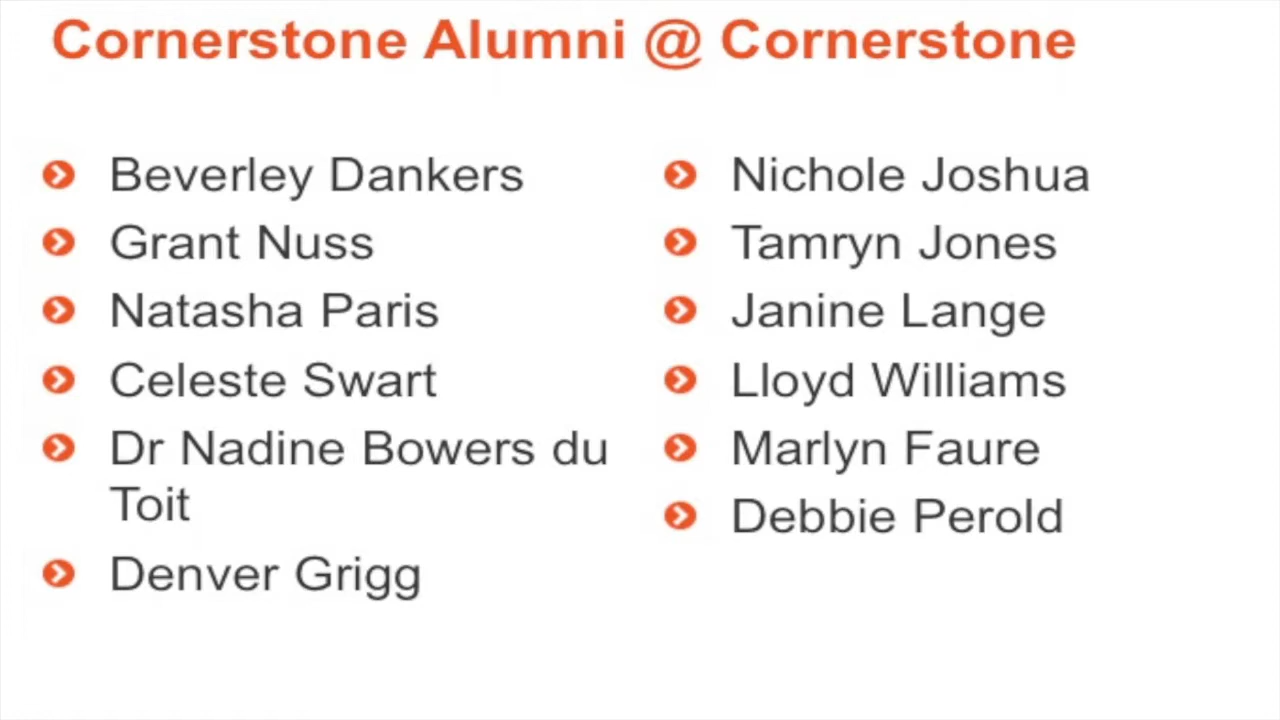 Cornerstone Alumni @ Cornerstone
Beverley Dankers
Grant Nuss
Natasha Paris
Celeste Swart
Dr Nadine Bowers du
Toit
Denver Grigg
Nichole Joshua
Tamryn Jones
Janine Lange
Lloyd Williams
Marlyn Faure
Debbie Perold